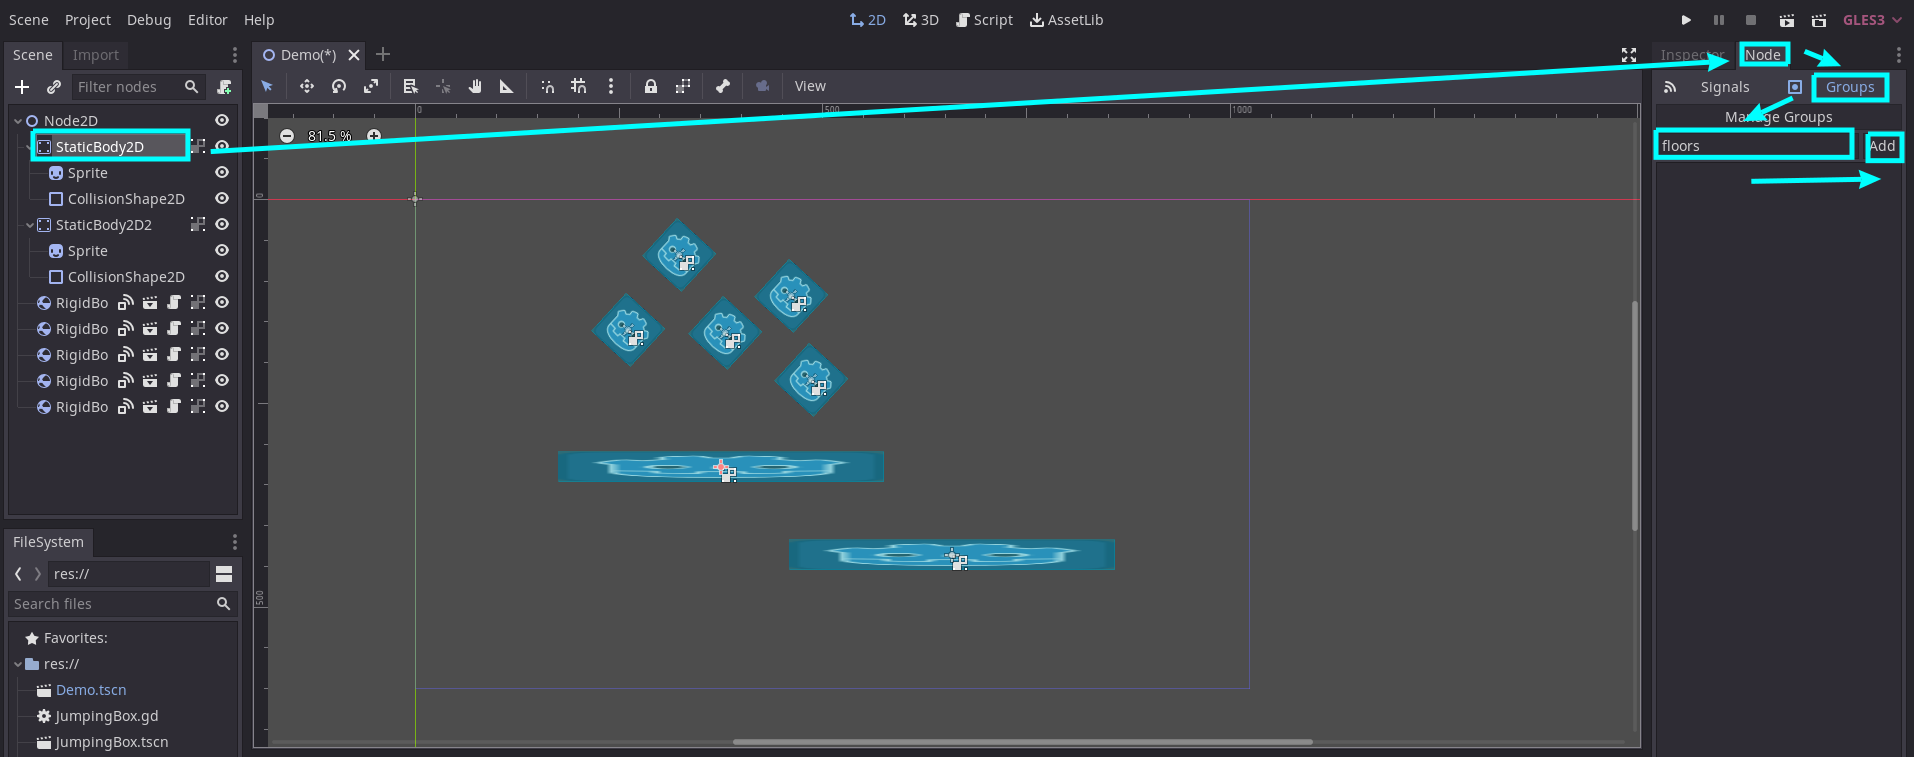 Scene Project Debug Editor Help
2D 3D Script AssetLib
GLES3
Scene Import
Demo(*)
Inspector Node
Filter nodes
View
Signals Groups
0 500 1000
Manage Groups
Node2D
81.5 %
StaticBody2D
floors Add
Sprite
CollisionShape2D
0
StaticBody2D2
Sprite
CollisionShape2D
RigidBo
RigidBo
RigidBo
RigidBo
RigidBo
FileSystem
res://
500
Search files
Favorites:
res://
Demo.tscn
JumpingBox.gd
JumpingBox.tscn